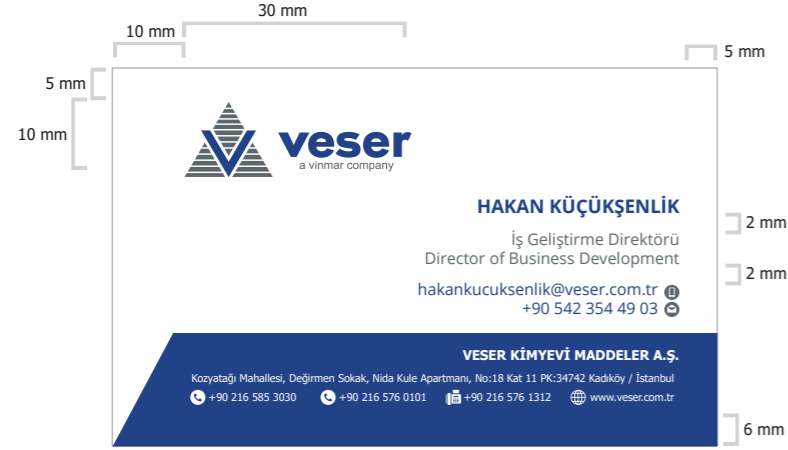 30 mm
10 mm
5 mm
5 mm
10 mm
veser
a vinmar company
HAKAN KÜÇÜKŞENLİK
2 mm
İş Geliştirme Direktörü
Director of Business Development
2 mm
hakankucuksenlik@veser.com.tr
+90 542 354 49 03
VESER KİMYEVİ MADDELER A.Ş.
Kozyatağı Mahallesi, Değirmen Sokak, Nida Kule Apartmanı, No:18 Kat 11 PK:34742 Kadıköy / İstanbul
+90 216 585 3030 +90 216 576 0101 +90 216 576 1312 www.veser.com.tr
6 mm